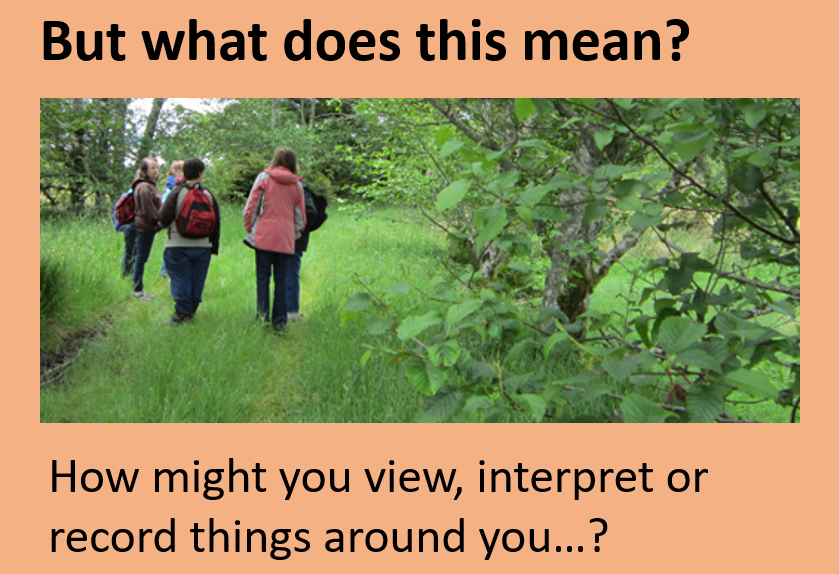 But what does this mean?
How might you view, interpret or
record things around you…?